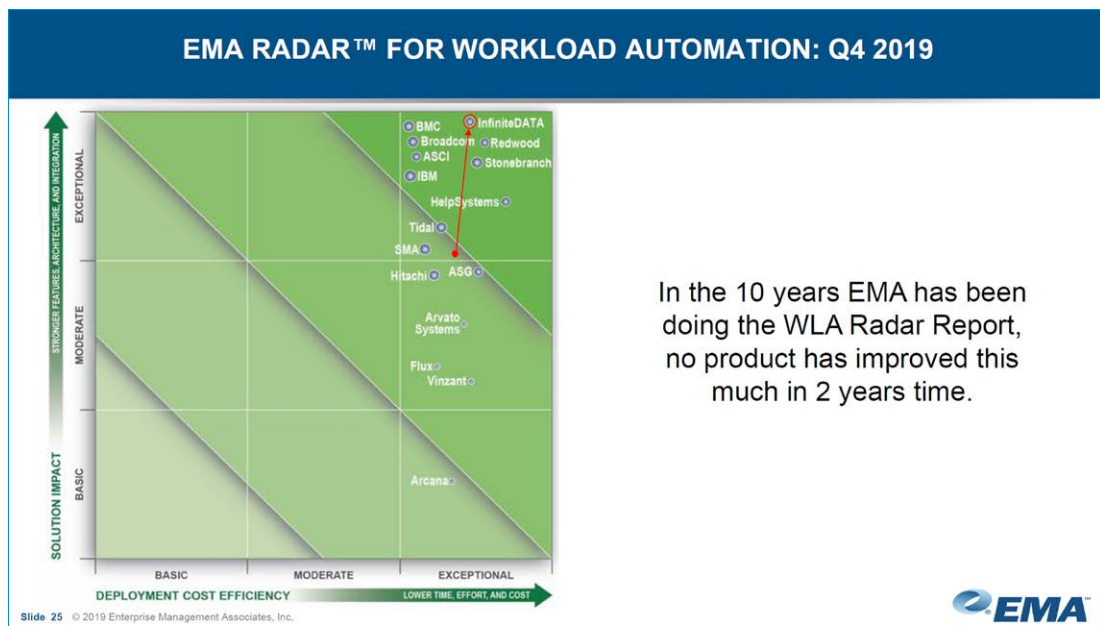 EMA RADAR™ FOR WORKLOAD AUTOMATION: Q4 2019
STRONGER FEATURES, ARCHITECTURE, AND INTEGRATION
SOLUTION IMPACT
EXCEPTIONAL
MODERATE
BASIC
BMC
InfiniteDATA
Broadcom
Redwood
ASCI
Stonebranch
IBM
HelpSystems
Tidal
SMA
Hitachi
ASG
Arvato
Systems
Flux
Vinzant
Arcana
BASIC
MODERATE
EXCEPTIONAL
DEPLOYMENT COST EFFICIENCY
LOWER TIME, EFFORT, AND COST
In the 10 years EMA has been
doing the WLA Radar Report,
no product has improved this
much in 2 years time.
Slide 25 © 2019 Enterprise Management Associates, Inc.
EMA™